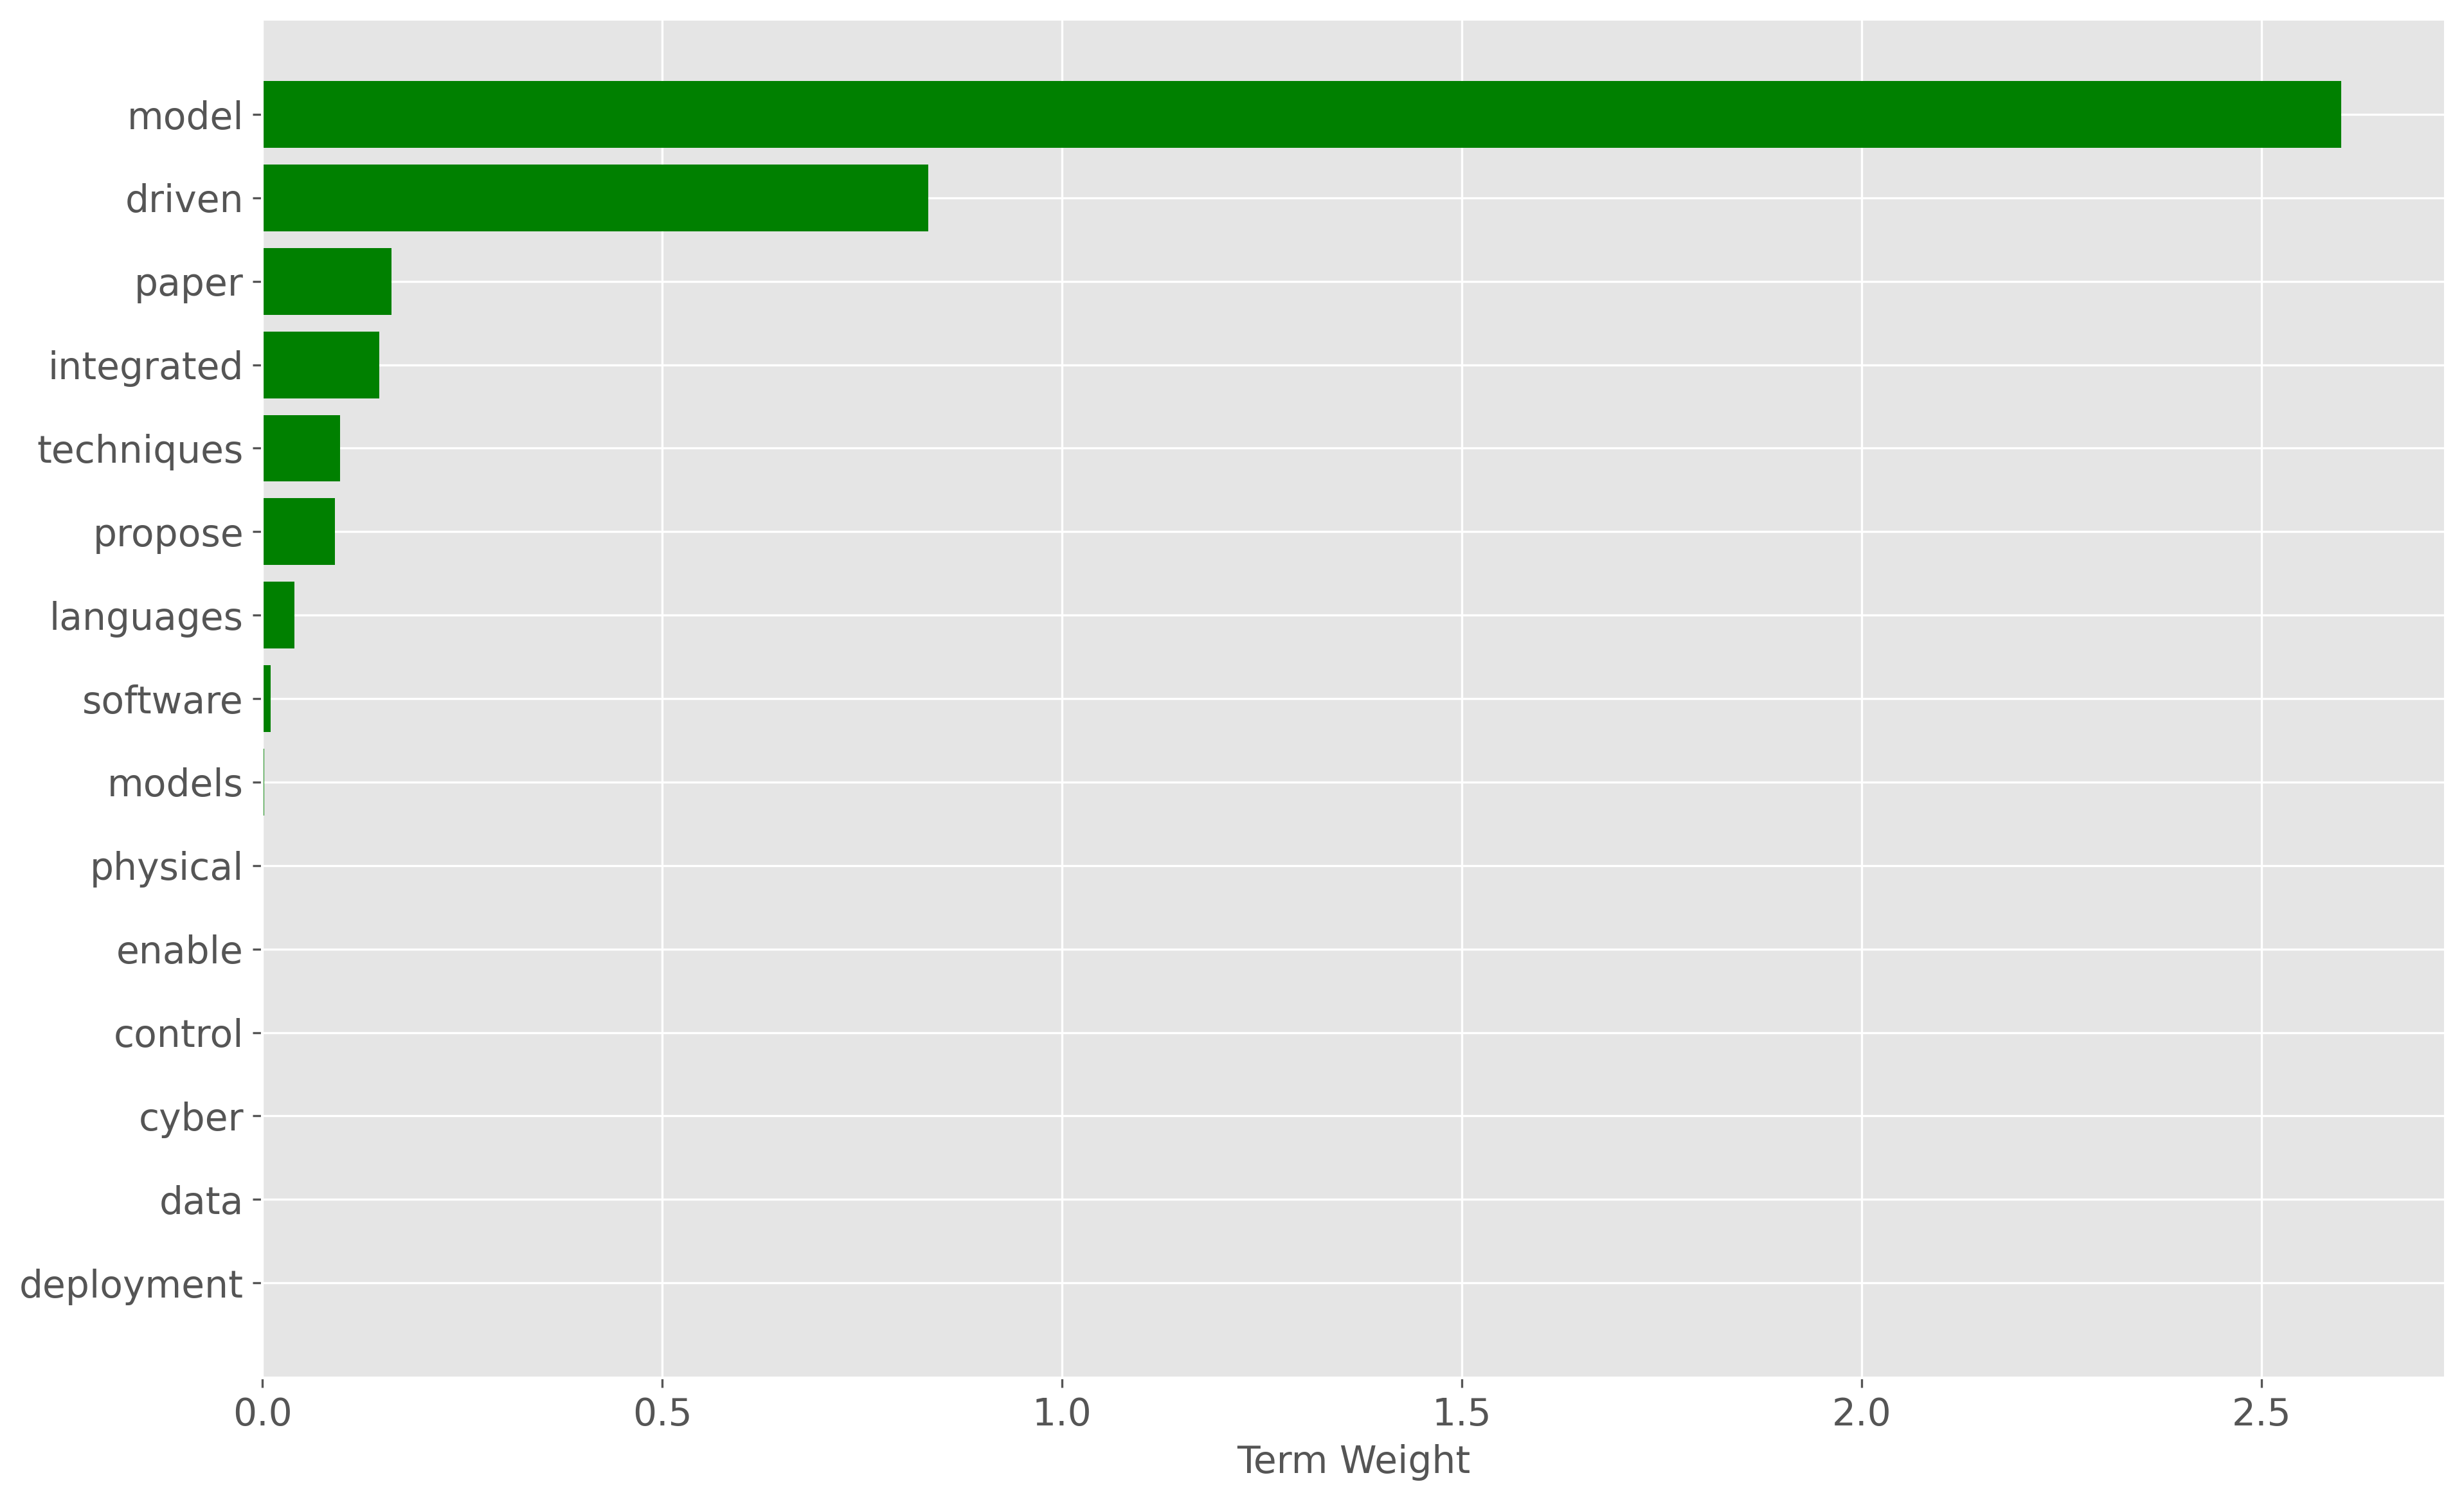 model
driven
paper
integrated
techniques
propose
languages
software
models
physical
enable
control
cyber
data
deployment
0.0 0.5 1.0 1.5 2.0 2.5
Term Weight